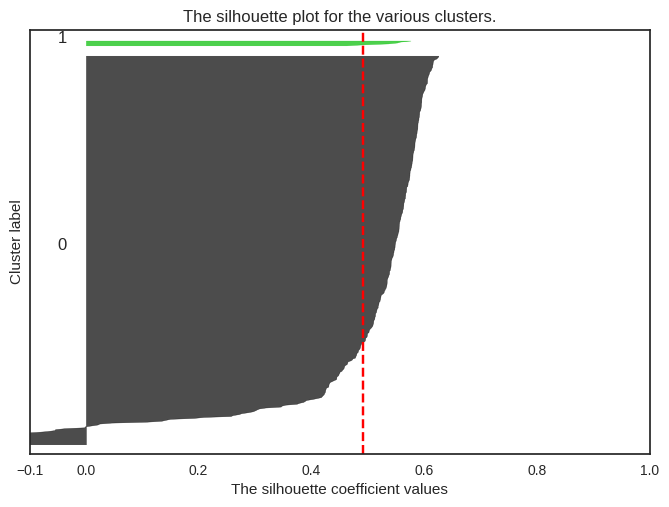 The silhouette plot for the various clusters.
1
0
Cluster label
−0.1 0.0 0.2 0.4 0.6 0.8 1.0
The silhouette coefficient values